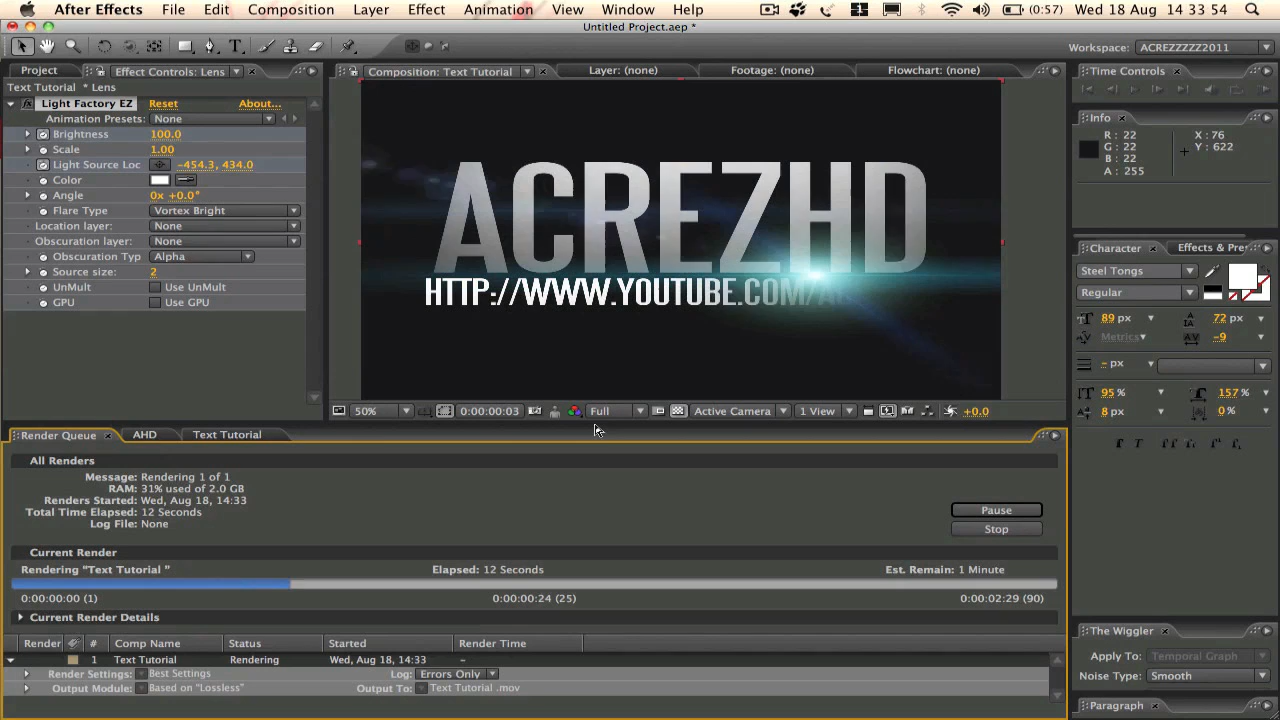 After Effects File Edit Composition Layer Effect Animation View Window Help (0:57) Wed 18 Aug 14 33 54
Untitled Project.aep *
Workspace: ACREZZZZZ2011
Project Effect Controls: Lens
Text Tutorial * Lens
Light Factory EZ Reset About...
Animation Presets: None
Brightness 100.0
Scale 1.00
Light Source Loc -454.3, 434.0
Color
Angle 0x +0.0°
Flare Type Vortex Bright
Location layer: None
Obscuration layer: None
Obscuration Typ Alpha
Source size: 2
UnMult Use UnMult
GPU Use GPU
Composition: Text Tutorial Layer: (none) Footage: (none) Flowchart: (none)
ACREZHD
HTTP://WWW.YOUTUBE.COM/
50% 0:00:00:03 Full Active Camera 1 View +0.0
Time Controls
Info
R : 22 X : 76
G : 22 Y : 622
B : 22
A : 255
Character Effects & Pre
Steel Tongs
Regular
89 px 72 px
Metrics -9
- px
95 % 157 %
8 px 0 %
T T TT Tr T¹ T₁
Render Queue AHD Text Tutorial
All Renders
Message: Rendering 1 of 1
RAM: 31% used of 2.0 GB
Renders Started: Wed, Aug 18, 14:33
Total Time Elapsed: 12 Seconds
Log File: None
Pause
Stop
Current Render
Rendering "Text Tutorial " Elapsed: 12 Seconds Est. Remain: 1 Minute
0:00:00:00 (1) 0:00:00:24 (25) 0:00:02:29 (90)
Current Render Details
Render # Comp Name Status Started Render Time
1 Text Tutorial Rendering Wed, Aug 18, 14:33 -
Render Settings: Best Settings Log: Errors Only
Output Module: Based on "Lossless" Output To: Text Tutorial .mov
The Wiggler
Apply To: Temporal Graph
Noise Type: Smooth
Paragraph